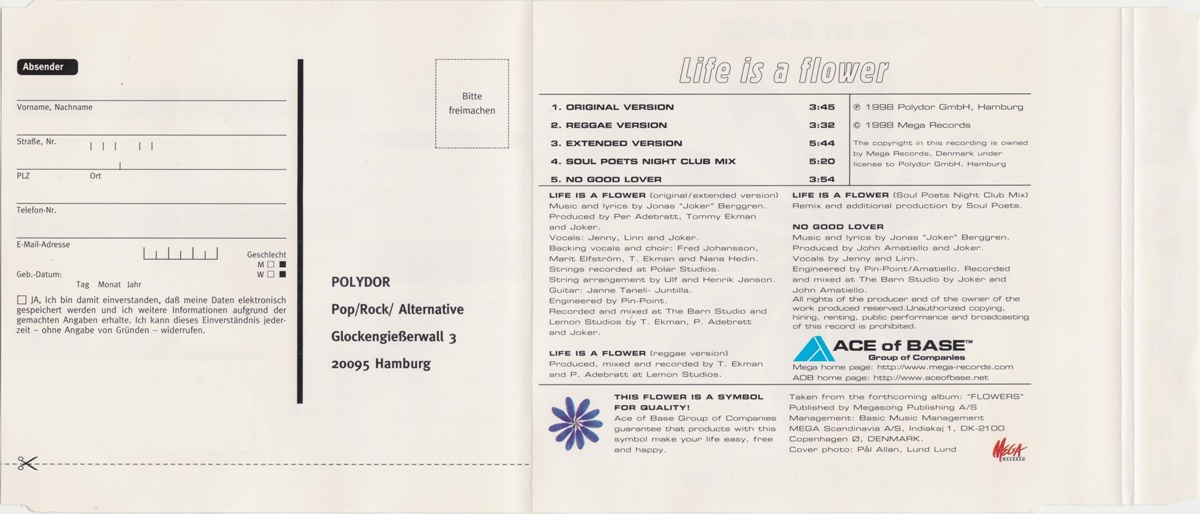 Absender
Vorname, Nachname
Straße, Nr.
PLZ Ort
Telefon-Nr.
E-Mail-Adresse
Geschlecht
M
Geb.-Datum: W
Tag Monat Jahr
JA, Ich bin damit einverstanden, daß meine Daten elektronisch
gespeichert werden und ich weitere Informationen aufgrund der
gemachten Angaben erhalte. Ich kann dieses Einverständnis jeder-
zeit – ohne Angabe von Gründen – widerrufen.
Bitte
freimachen
POLYDOR
Pop/Rock/ Alternative
Glockengießerwall 3
20095 Hamburg
Life is a flower
1. ORIGINAL VERSION 3:45
2. REGGAE VERSION 3:32
3. EXTENDED VERSION 5:44
4. SOUL POETS NIGHT CLUB MIX 5:20
5. NO GOOD LOVER 3:54
℗ 1998 Polydor GmbH, Hamburg
© 1998 Mega Records
The copyright in this recording is owned
by Mega Records, Denmark under
license to Polydor GmbH, Hamburg
LIFE IS A FLOWER (original/extended version)
Music and lyrics by Jonas "Joker" Berggren.
Produced by Per Adebratt, Tommy Ekman
and Joker.
Vocals: Jenny, Linn and Joker.
Backing vocals and choir: Fred Johansson,
Marit Elfström, T. Ekman and Nana Hedin.
Strings recorded at Polar Studios.
String arrangement by Ulf and Henrik Janson.
Guitar: Janne Taneli- Juntilla.
Engineered by Pin-Point.
Recorded and mixed at The Barn Studio and
Lemon Studios by T. Ekman, P. Adebratt
and Joker.
LIFE IS A FLOWER (reggae version)
Produced, mixed and recorded by T. Ekman
and P. Adebratt at Lemon Studios.
LIFE IS A FLOWER (Soul Poets Night Club Mix)
Remix and additional production by Soul Poets.
NO GOOD LOVER
Music and lyrics by Jonas "Joker" Berggren.
Produced by John Amatiello and Joker.
Vocals by Jenny and Linn.
Engineered by Pin-Point/Amatiello. Recorded
and mixed at The Barn Studio by Joker and
John Amatiello.
All rights of the producer and of the owner of the
work produced reserved.Unauthorized copying,
hiring, renting, public performance and broadcasting
of this record is prohibited.
ACE of BASE™
Group of Companies
Mega home page: http://www.mega-records.com
AOB home page: http://www.aceofbase.net
THIS FLOWER IS A SYMBOL
FOR QUALITY!
Ace of Base Group of Companies
guarantee that products with this
symbol make your life easy, free
and happy.
Taken from the forthcoming album: "FLOWERS"
Published by Megasong Publishing A/S
Management: Basic Music Management
MEGA Scandinavia A/S, Indiakaj 1, DK-2100
Copenhagen Ø, DENMARK.
Cover photo: Pål Allan, Lund Lund
MEGA
RECORDS